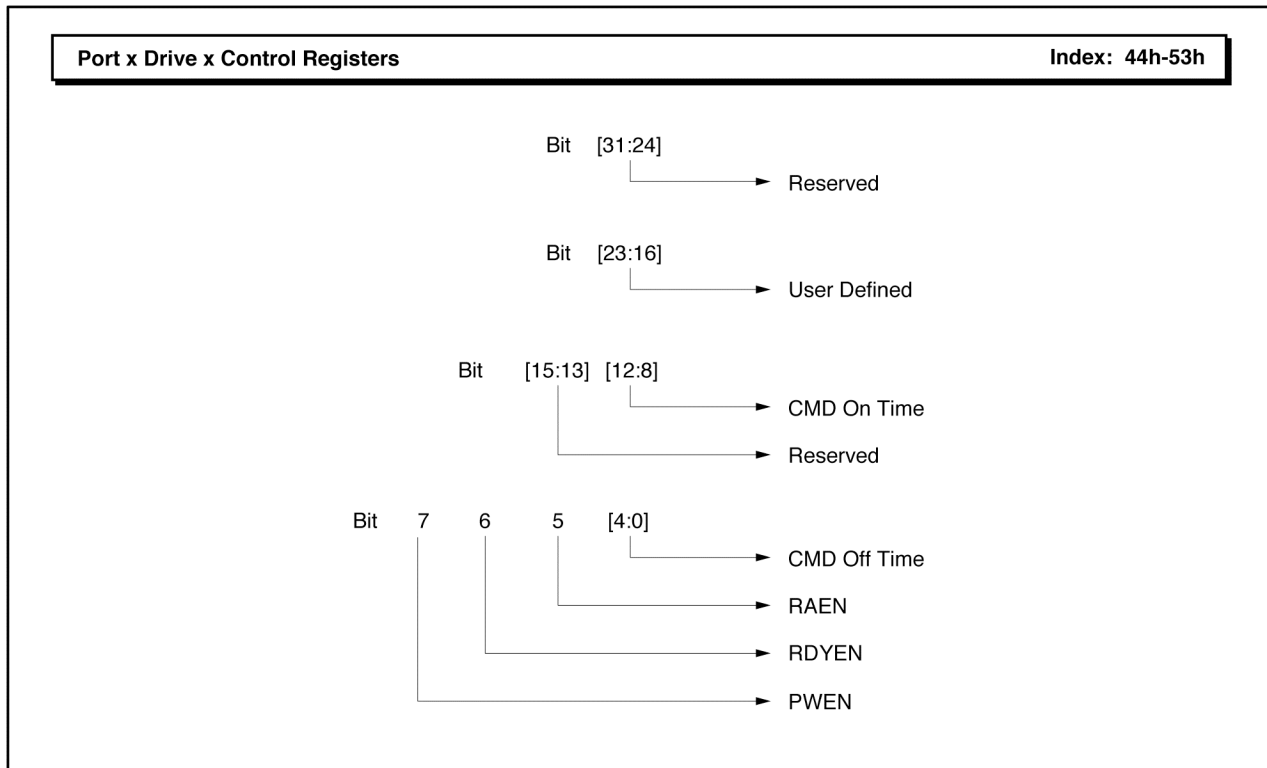 Port x Drive x Control Registers Index: 44h-53h
Bit [31:24]
Reserved
Bit [23:16]
User Defined
Bit [15:13] [12:8]
CMD On Time
Reserved
Bit 7 6 5 [4:0]
CMD Off Time
RAEN
RDYEN
PWEN